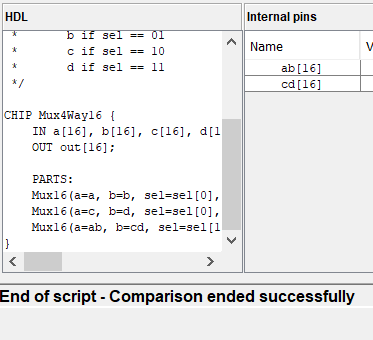 HDL
Internal pins
*       b if sel == 01
*       c if sel == 10
*       d if sel == 11
*/
CHIP Mux4Way16 {
    IN a[16], b[16], c[16], d[1
    OUT out[16];
    PARTS:
    Mux16(a=a, b=b, sel=sel[0],
    Mux16(a=c, b=d, sel=sel[0],
    Mux16(a=ab, b=cd, sel=sel[1
}
Name
V
ab[16]
cd[16]
End of script - Comparison ended successfully